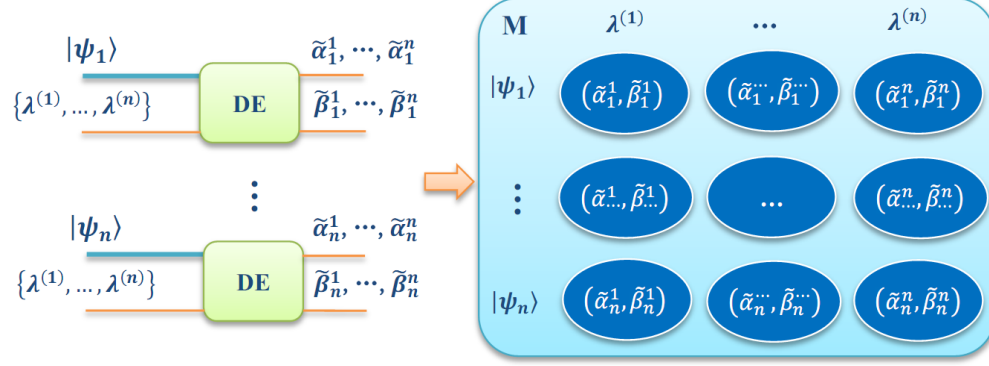 |ψ₁⟩
{λ⁽¹⁾, …, λ⁽ⁿ⁾}
DE
α̃₁¹, ⋯, α̃₁ⁿ
β̃₁¹, ⋯, β̃₁ⁿ
⋮
|ψₙ⟩
{λ⁽¹⁾, …, λ⁽ⁿ⁾}
DE
α̃ₙ¹, ⋯, α̃ₙⁿ
β̃ₙ¹, ⋯, β̃ₙⁿ
M λ⁽¹⁾ … λ⁽ⁿ⁾
|ψ₁⟩ (α̃₁¹, β̃₁¹) (α̃₁^…, β̃₁^…) (α̃₁ⁿ, β̃₁ⁿ)
⋮ (α̃_…¹, β̃_…¹) … (α̃_…ⁿ, β̃_…ⁿ)
|ψₙ⟩ (α̃ₙ¹, β̃ₙ¹) (α̃ₙ^…, β̃ₙ^…) (α̃ₙⁿ, β̃ₙⁿ)